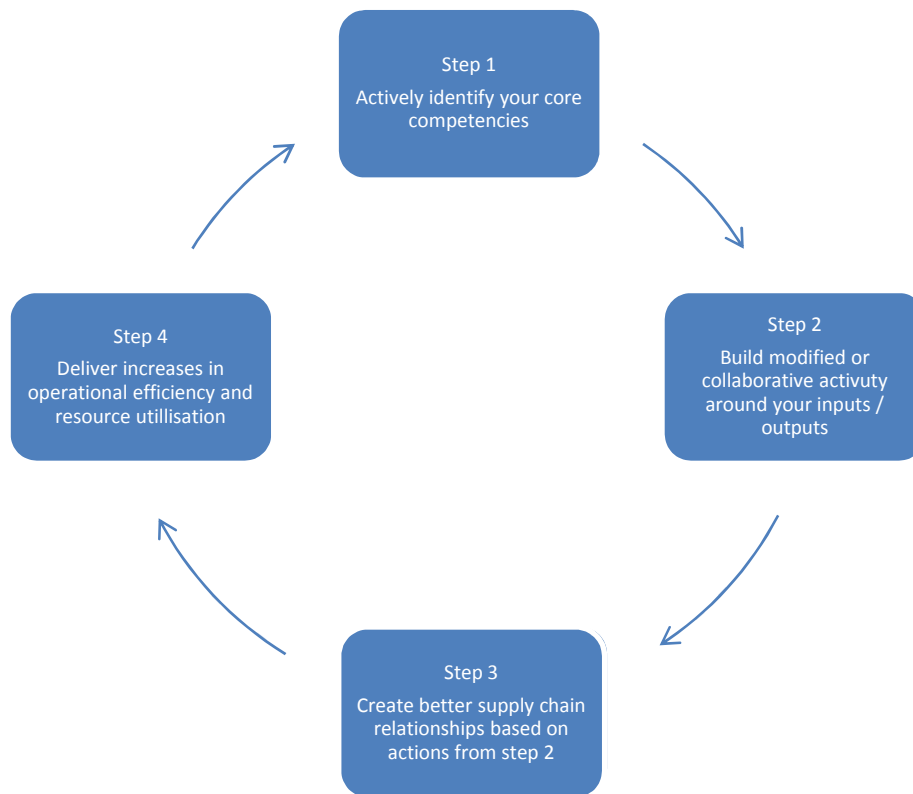 Step 1
Actively identify your core
competencies
Step 2
Build modified or
collaborative activuty
around your inputs /
outputs
Step 3
Create better supply chain
relationships based on
actions from step 2
Step 4
Deliver increases in
operational efficiency and
resource utillisation